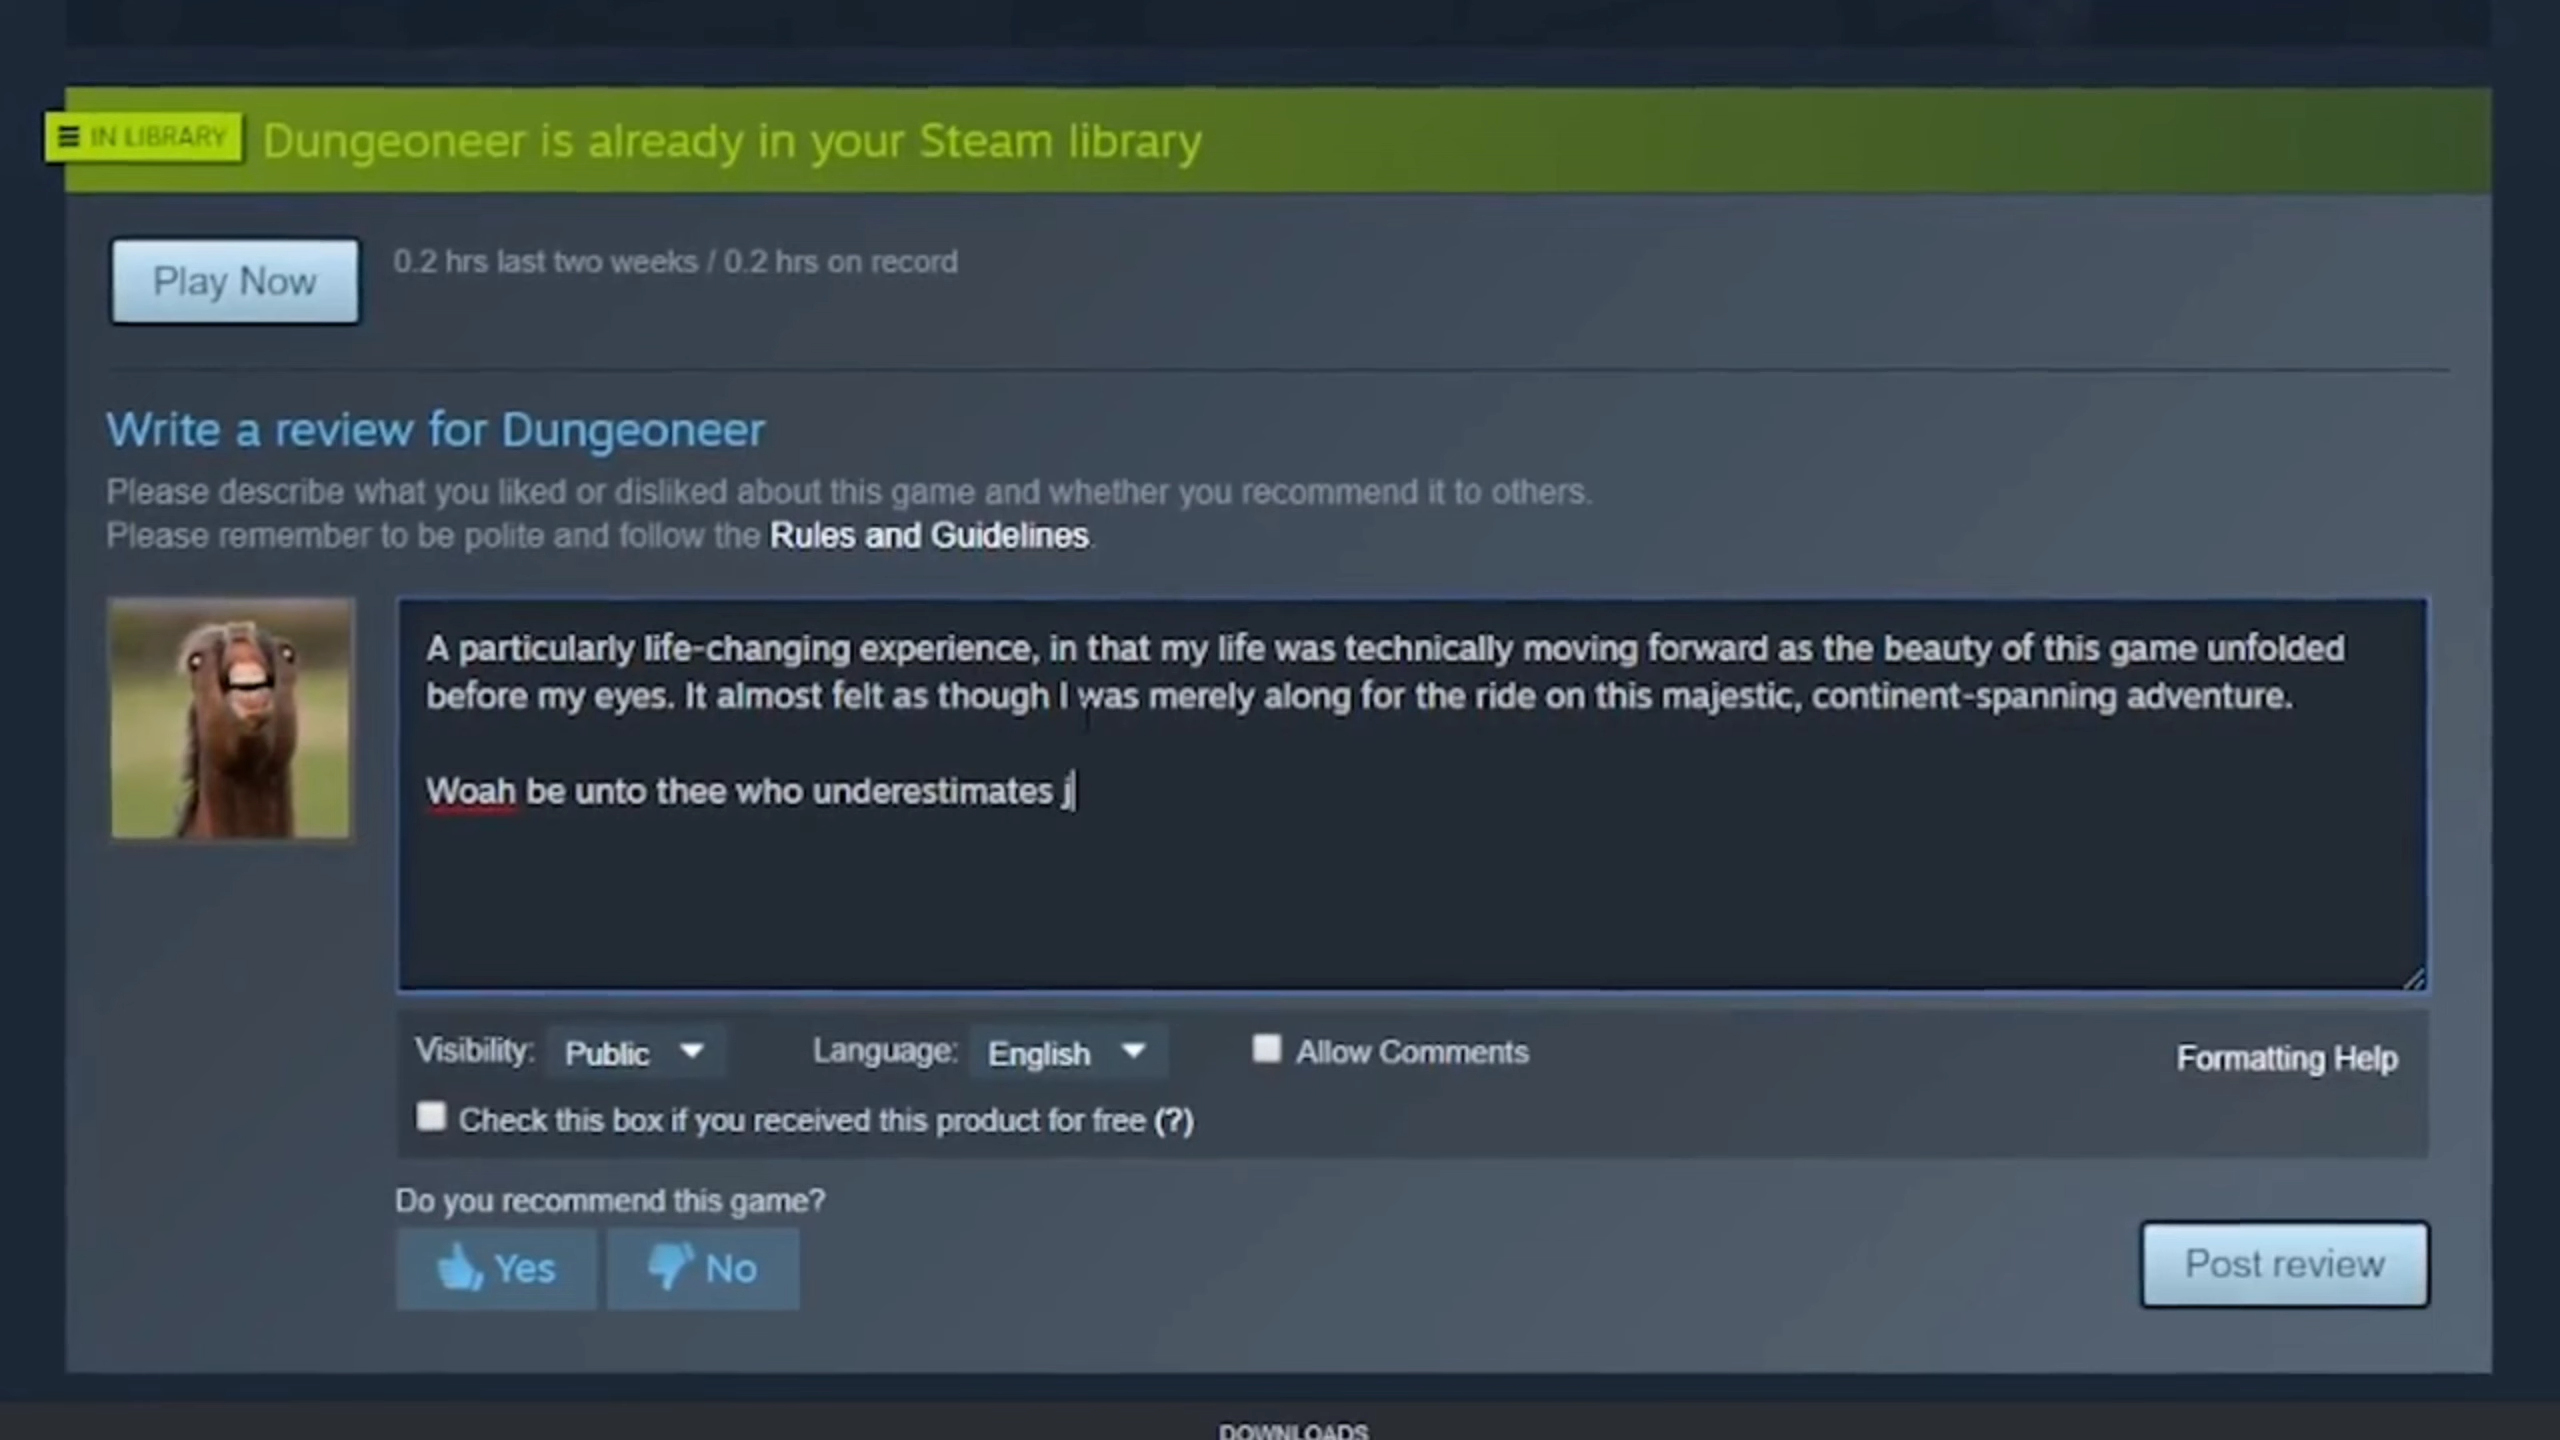 IN LIBRARY Dungeoneer is already in your Steam library
Play Now 0.2 hrs last two weeks / 0.2 hrs on record
Write a review for Dungeoneer
Please describe what you liked or disliked about this game and whether you recommend it to others.
Please remember to be polite and follow the Rules and Guidelines.
A particularly life-changing experience, in that my life was technically moving forward as the beauty of this game unfolded
before my eyes. It almost felt as though I was merely along for the ride on this majestic, continent-spanning adventure.
Woah be unto thee who underestimates j
Visibility: Public Language: English Allow Comments Formatting Help
Check this box if you received this product for free (?)
Do you recommend this game?
Yes No Post review
DOWNLOADS